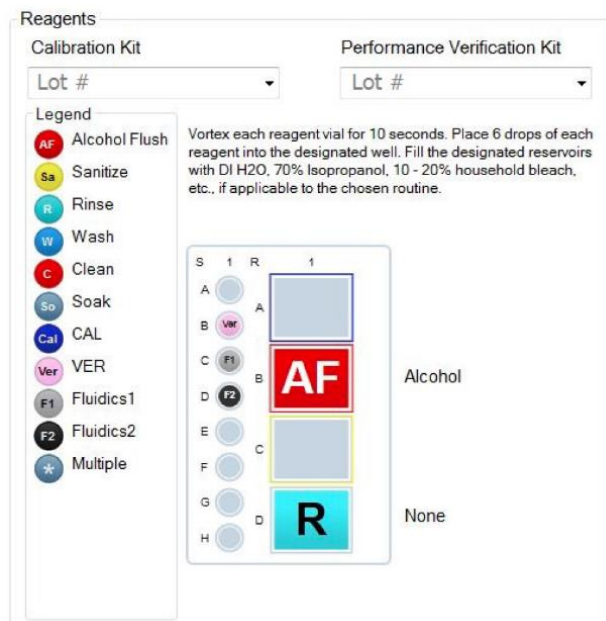 Reagents
Calibration Kit
Performance Verification Kit
Lot #
Lot #
Legend
AF Alcohol Flush
Sa Sanitize
R Rinse
W Wash
C Clean
So Soak
Cal CAL
Ver VER
F1 Fluidics1
F2 Fluidics2
* Multiple
Vortex each reagent vial for 10 seconds. Place 6 drops of each
reagent into the designated well. Fill the designated reservoirs
with DI H2O, 70% Isopropanol, 10 - 20% household bleach,
etc., if applicable to the chosen routine.
S 1 R 1
A
A
B Ver
C F1
B AF Alcohol
D F2
E
C
F
G
D R None
H